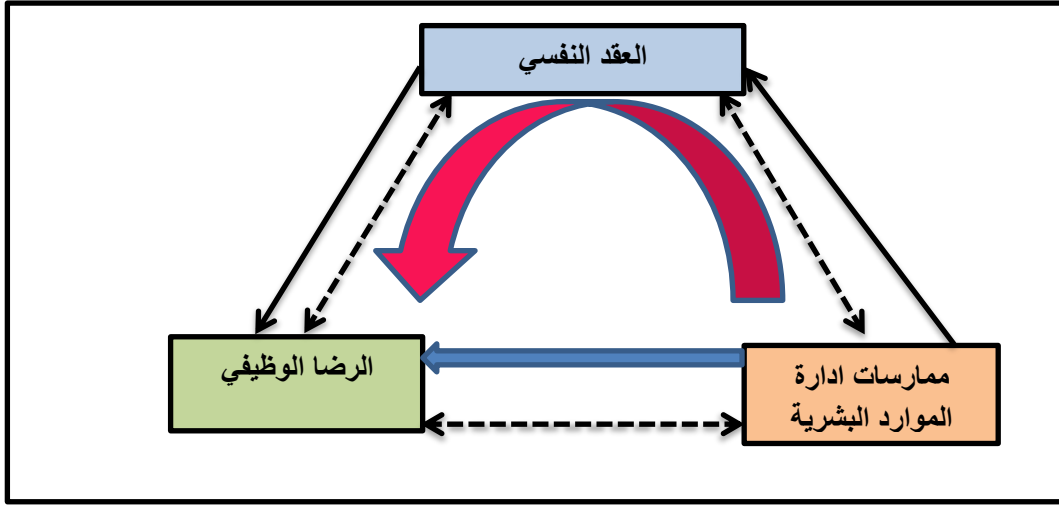 العقد النفسي
الرضا الوظيفي
ممارسات ادارة
الموارد البشرية